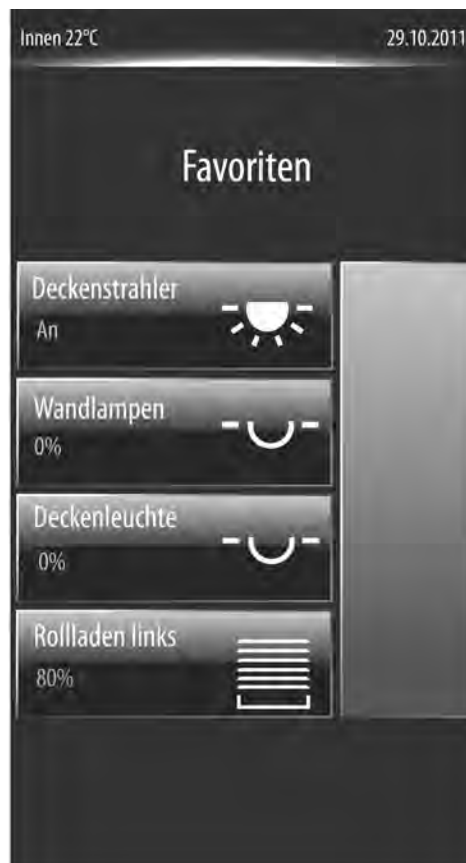 Innen 22°C 29.10.2011
Favoriten
Deckenstrahler
An
Wandlampen
0%
Deckenleuchte
0%
Rollladen links
80%